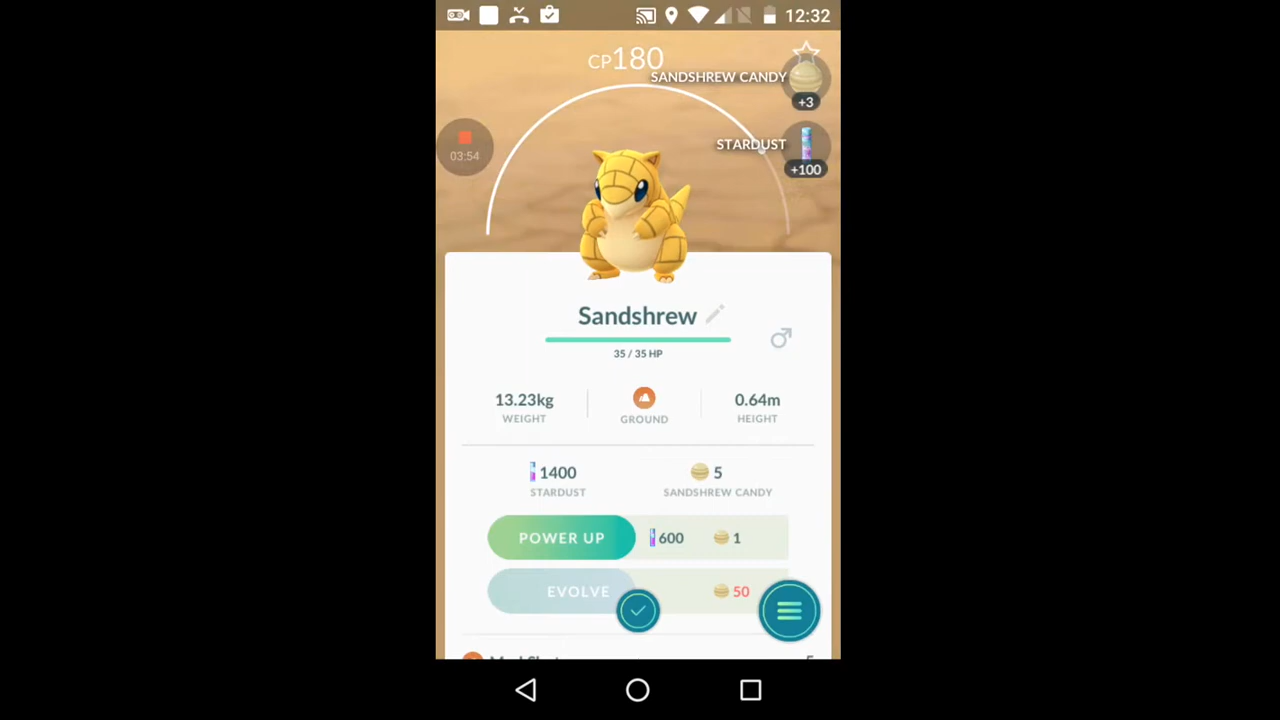 12:32
CP180
SANDSHREW CANDY
+3
03:54
STARDUST
+100
Sandshrew
35 / 35 HP
13.23kg
WEIGHT
GROUND
0.64m
HEIGHT
1400
STARDUST
5
SANDSHREW CANDY
POWER UP 600 1
EVOLVE 50